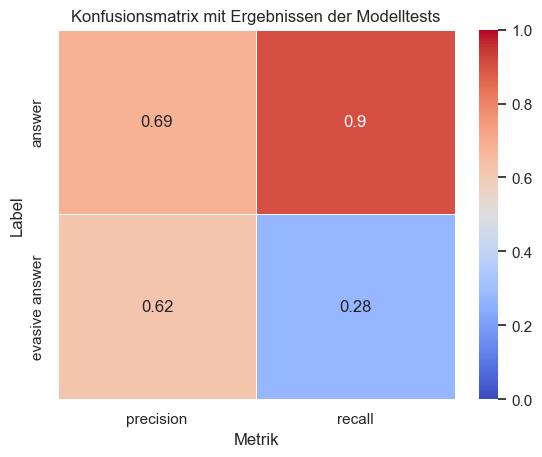 Konfusionsmatrix mit Ergebnissen der Modelltests
Label
answer
0.69
0.9
evasive answer
0.62
0.28
precision
recall
Metrik
1.0
0.8
0.6
0.4
0.2
0.0